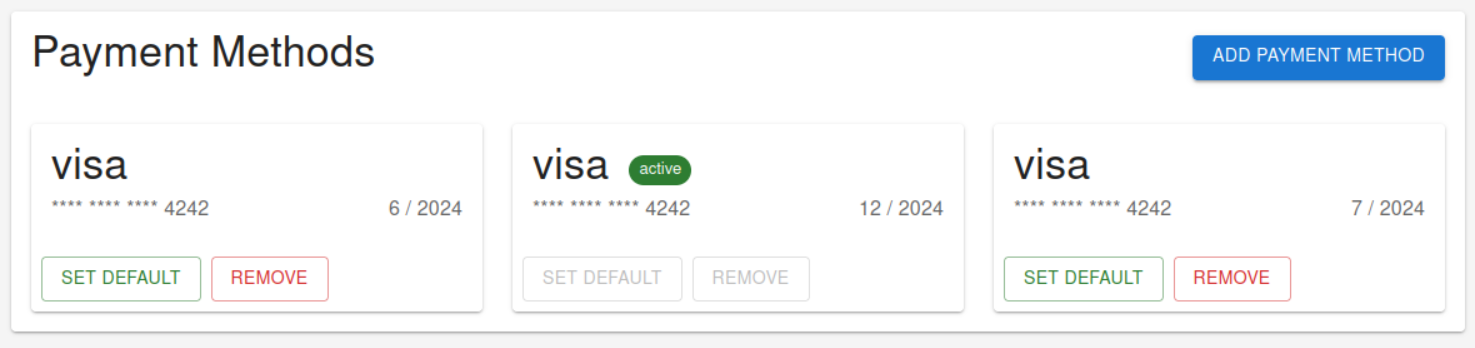 Payment Methods
ADD PAYMENT METHOD
visa
**** **** **** 4242 6 / 2024
SET DEFAULT REMOVE
visa active
**** **** **** 4242 12 / 2024
SET DEFAULT REMOVE
visa
**** **** **** 4242 7 / 2024
SET DEFAULT REMOVE